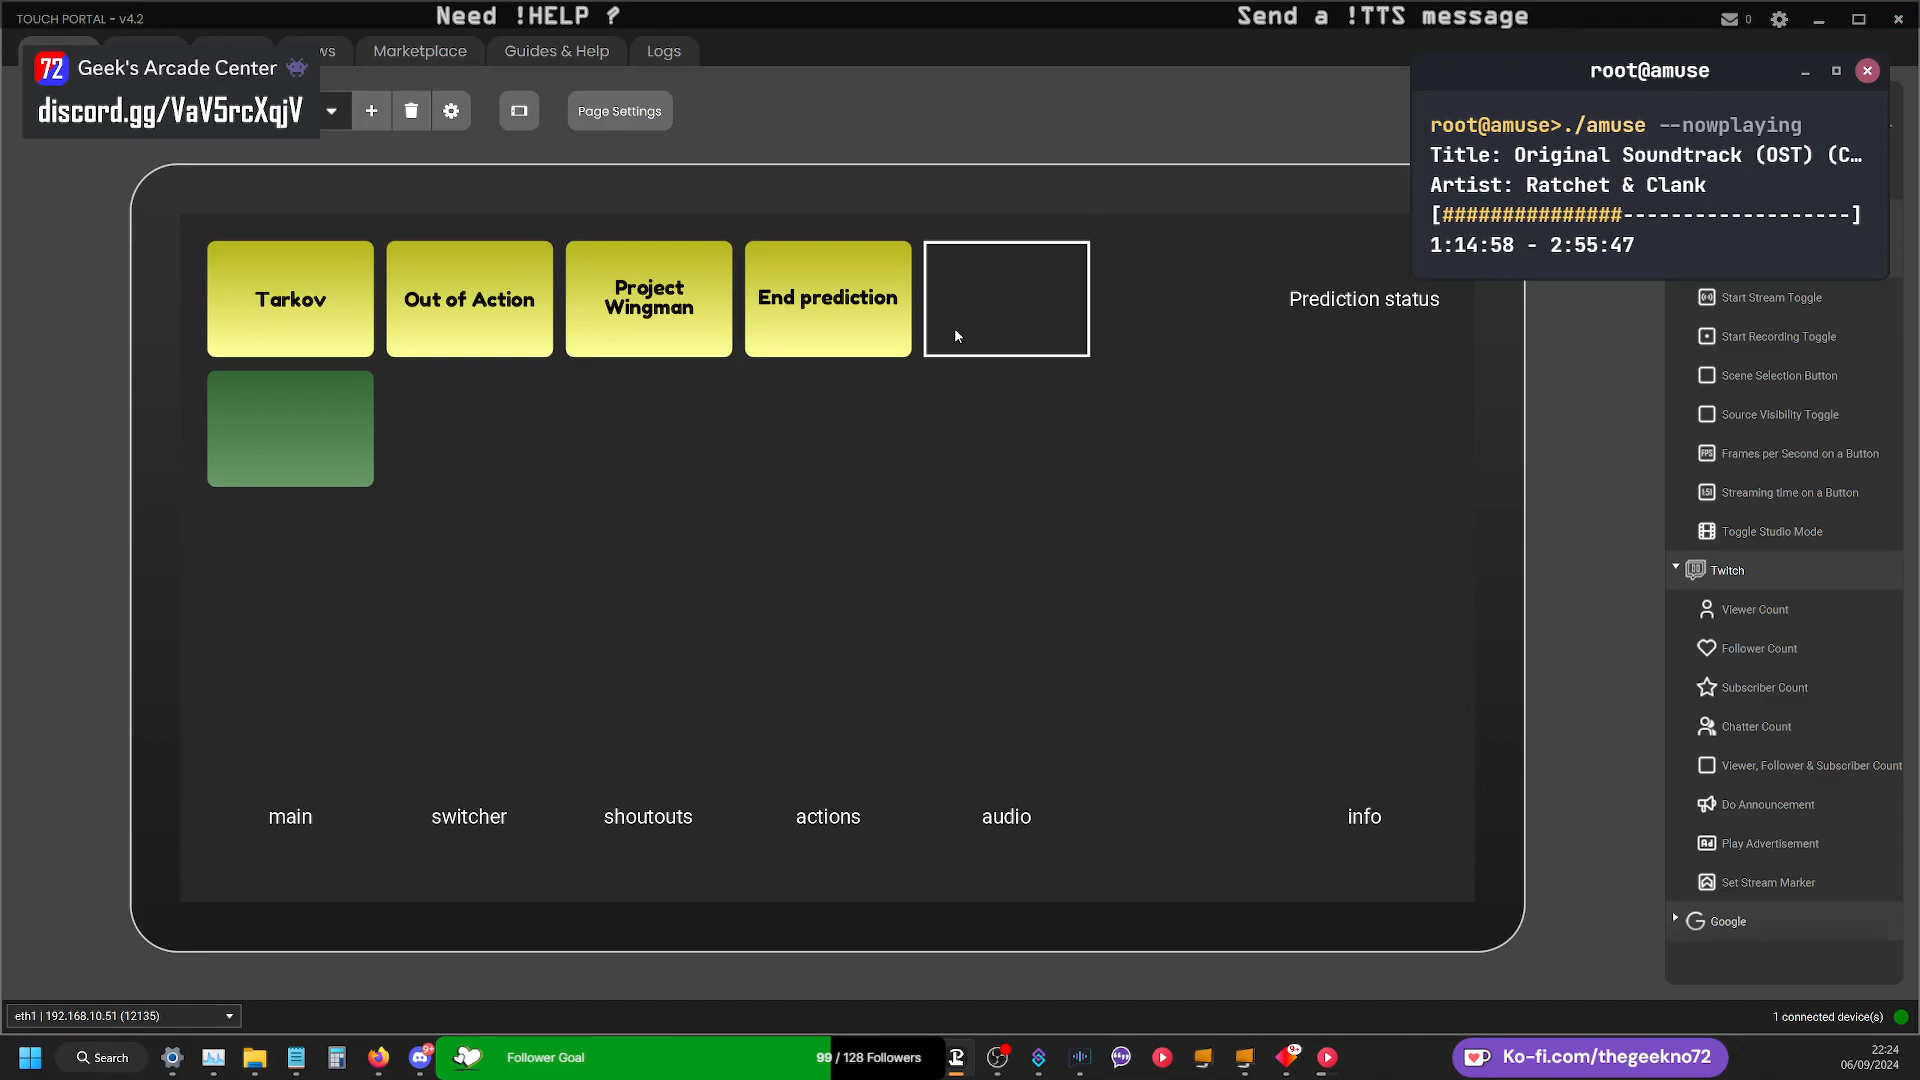 TOUCH PORTAL - v4.2
Need !HELP ?
Send a !TTS message
0
ws
Marketplace
Guides & Help
Logs
72 Geek's Arcade Center
discord.gg/VaV5rcXqjV
Page Settings
root@amuse
root@amuse>./amuse --nowplaying
Title: Original Soundtrack (OST) (C…
Artist: Ratchet & Clank
[###############-------------------]
1:14:58 - 2:55:47
Tarkov
Out of Action
Project
Wingman
End prediction
Prediction status
main
switcher
shoutouts
actions
audio
info
Start Stream Toggle
Start Recording Toggle
Scene Selection Button
Source Visibility Toggle
FPS Frames per Second on a Button
Streaming time on a Button
Toggle Studio Mode
Twitch
Viewer Count
Follower Count
Subscriber Count
Chatter Count
Viewer, Follower & Subscriber Count
Do Announcement
Ad Play Advertisement
Set Stream Marker
Google
eth1 | 192.168.10.51 (12135)
1 connected device(s)
Search
9+
Follower Goal
99 / 128 Followers
9+
Ko-fi.com/thegeekno72
22:24
06/09/2024